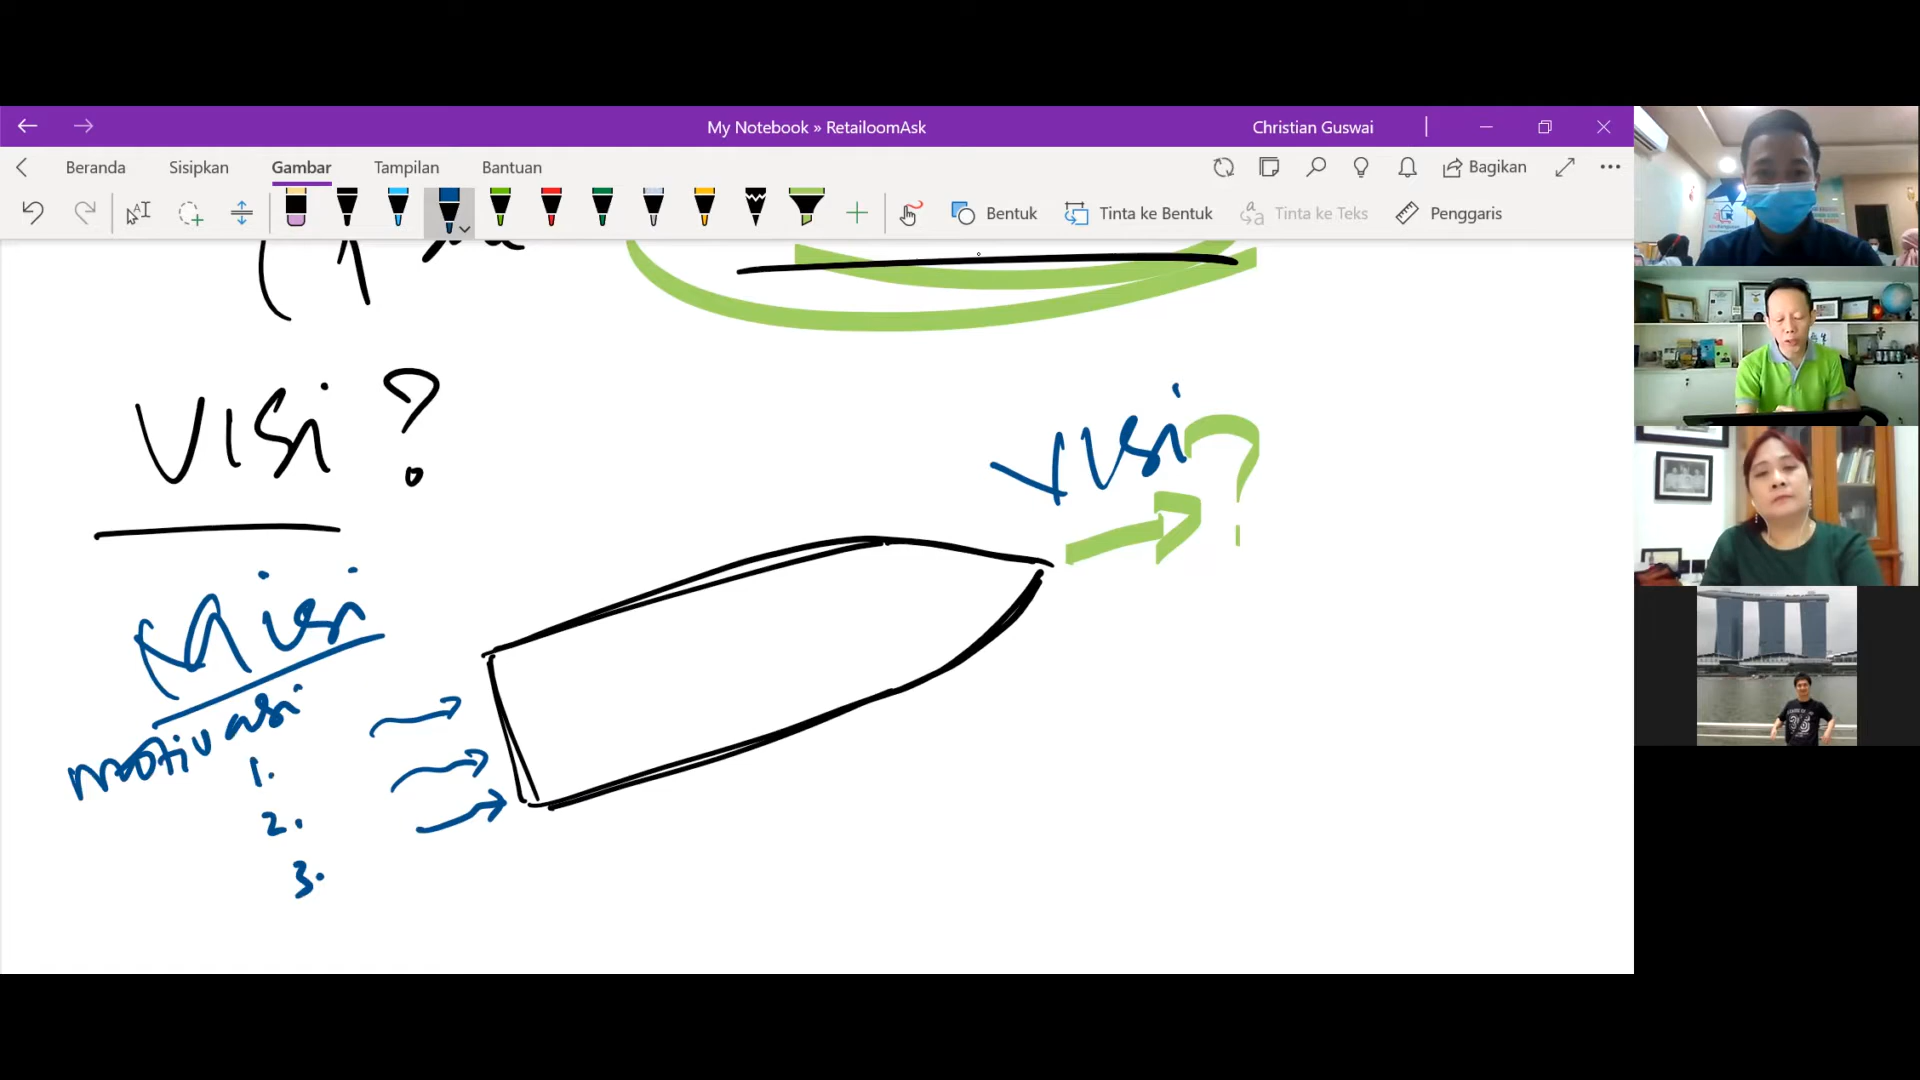 My Notebook » RetailoomAsk
Christian Guswai
Beranda Sisipkan Gambar Tampilan Bantuan
Bagikan
Bentuk Tinta ke Bentuk Tinta ke Teks Penggaris
VISI ?
VISI ?
Misi
motivasi
1.
2.
3.